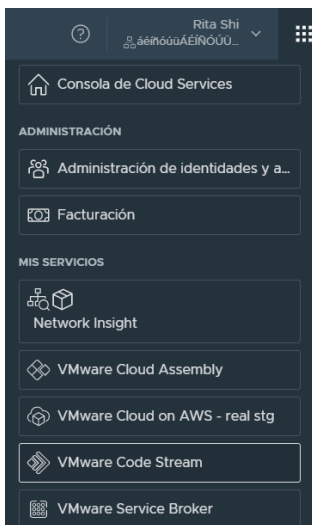 Rita Shi
áéíñóúüÁÉÍÑÓÚÜ...
Consola de Cloud Services
ADMINISTRACIÓN
Administración de identidades y a...
Facturación
MIS SERVICIOS
Network Insight
VMware Cloud Assembly
VMware Cloud on AWS - real stg
VMware Code Stream
VMware Service Broker